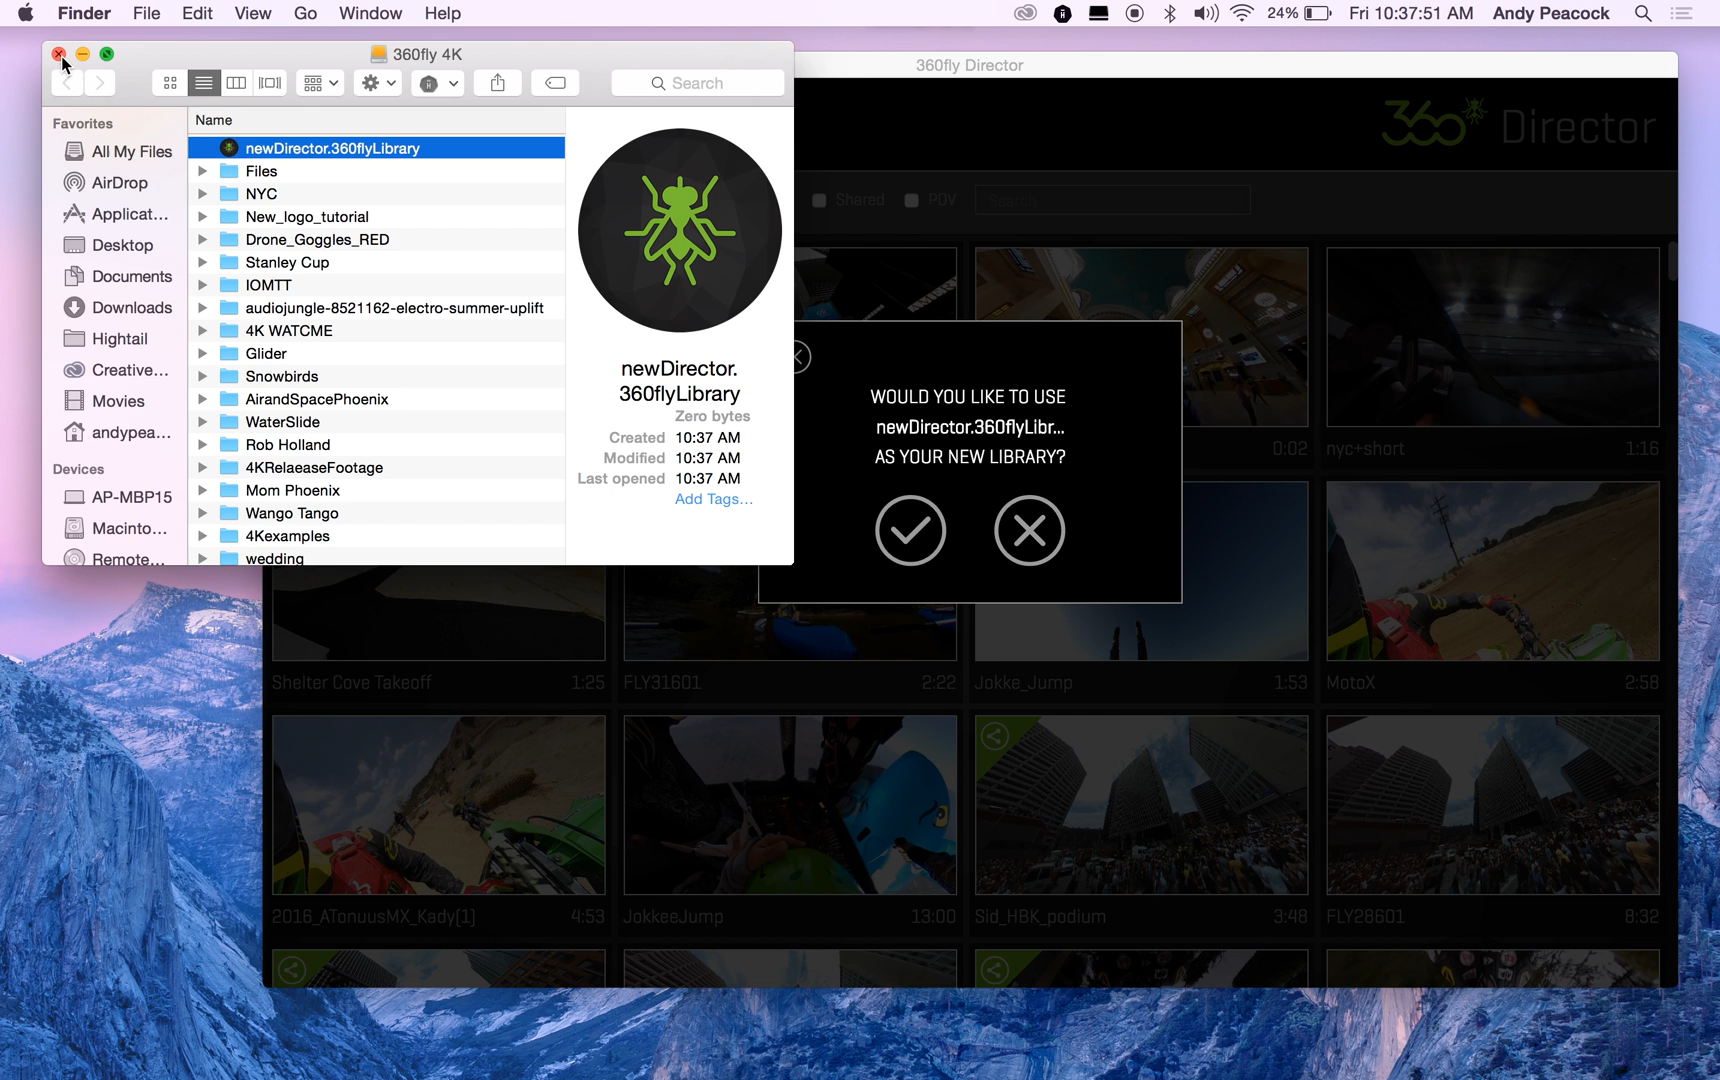 Finder File Edit View Go Window Help
24% Fri 10:37:51 AM Andy Peacock
360fly 4K
Search
Favorites
All My Files
AirDrop
Applicat...
Desktop
Documents
Downloads
Hightail
Creative...
Movies
andypea...
Devices
AP-MBP15
Macinto...
Remote...
Name
newDirector.360flyLibrary
Files
NYC
New_logo_tutorial
Drone_Goggles_RED
Stanley Cup
IOMTT
audiojungle-8521162-electro-summer-uplift
4K WATCME
Glider
Snowbirds
AirandSpacePhoenix
WaterSlide
Rob Holland
4KRelaeaseFootage
Mom Phoenix
Wango Tango
4Kexamples
wedding
newDirector.
360flyLibrary
Zero bytes
Created 10:37 AM
Modified 10:37 AM
Last opened 10:37 AM
Add Tags...
360fly Director
360 Director
Shared POV Search
0:02 nyc+short 1:16
WOULD YOU LIKE TO USE
newDirector.360flyLibr...
AS YOUR NEW LIBRARY?
Shelter Cove Takeoff 1:25 FLY31601 2:22 Jokke_Jump 1:53 MotoX 2:58
2016_ATonuusMX_Kady[1] 4:53 JokkeeJump 13:00 Sid_HBK_podium 3:48 FLY28601 8:32